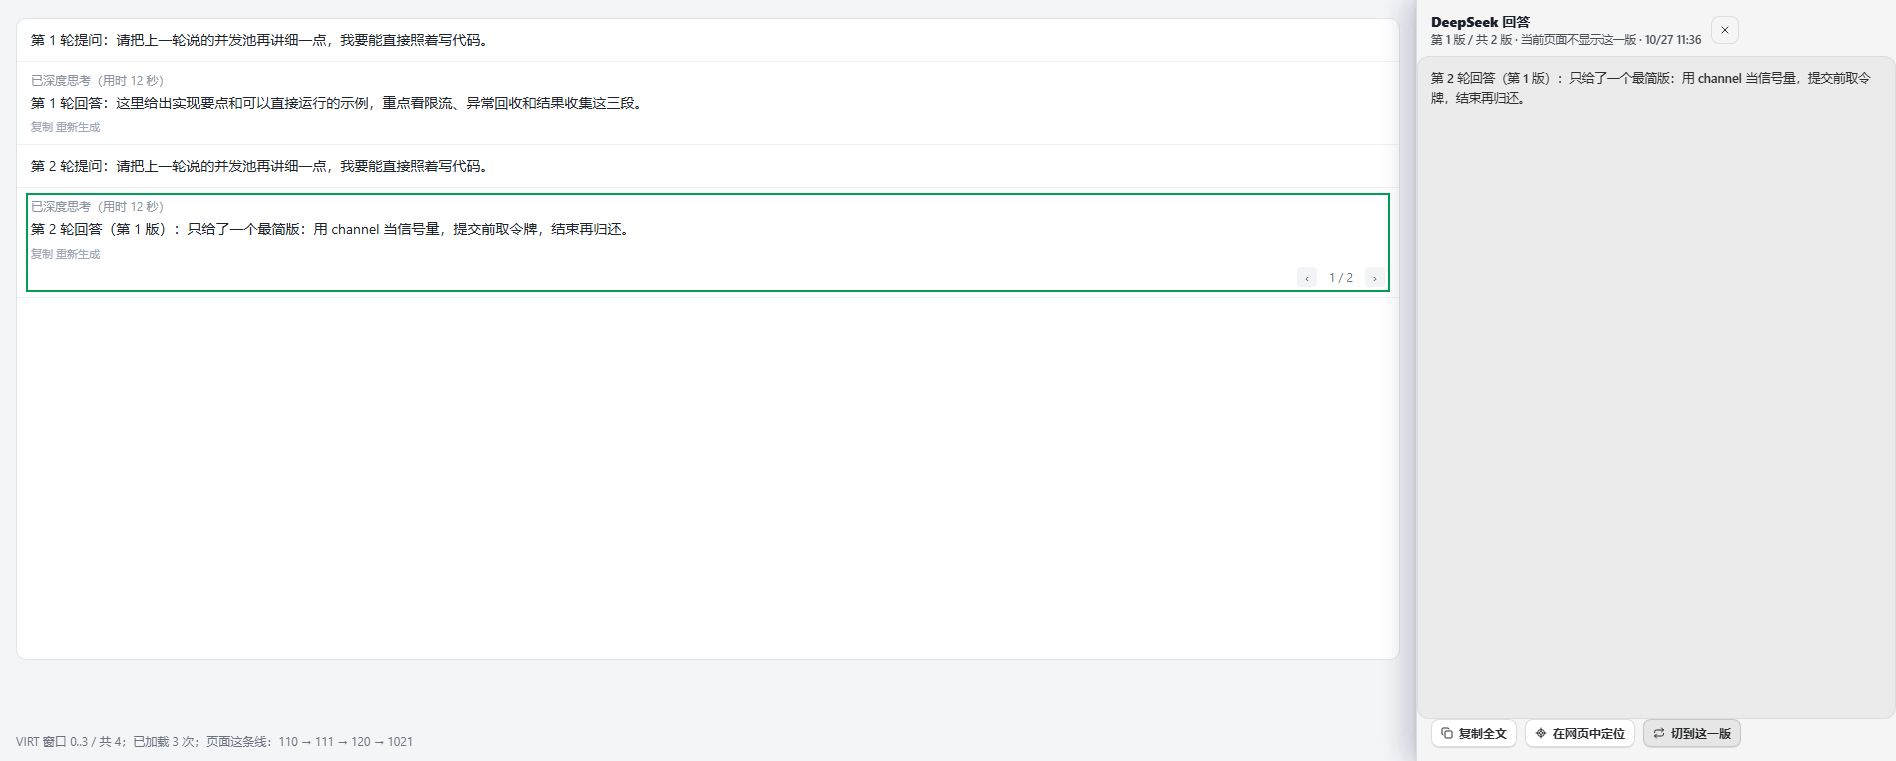 第 1 轮提问：请把上一轮说的并发池再讲细一点，我要能直接照着写代码。
已深度思考（用时 12 秒）
第 1 轮回答：这里给出实现要点和可以直接运行的示例，重点看限流、异常回收和结果收集这三段。
复制 重新生成
第 2 轮提问：请把上一轮说的并发池再讲细一点，我要能直接照着写代码。
已深度思考（用时 12 秒）
第 2 轮回答（第 1 版）：只给了一个最简版：用 channel 当信号量，提交前取令牌，结束再归还。
复制 重新生成
‹ 1 / 2 ›
VIRT 窗口 0..3 / 共 4；已加载 3 次；页面这条线：110 → 111 → 120 → 1021
DeepSeek 回答
第 1 版 / 共 2 版 · 当前页面不显示这一版 · 10/27 11:36
×
第 2 轮回答（第 1 版）：只给了一个最简版：用 channel 当信号量，提交前取令
牌，结束再归还。
复制全文 在网页中定位 切到这一版